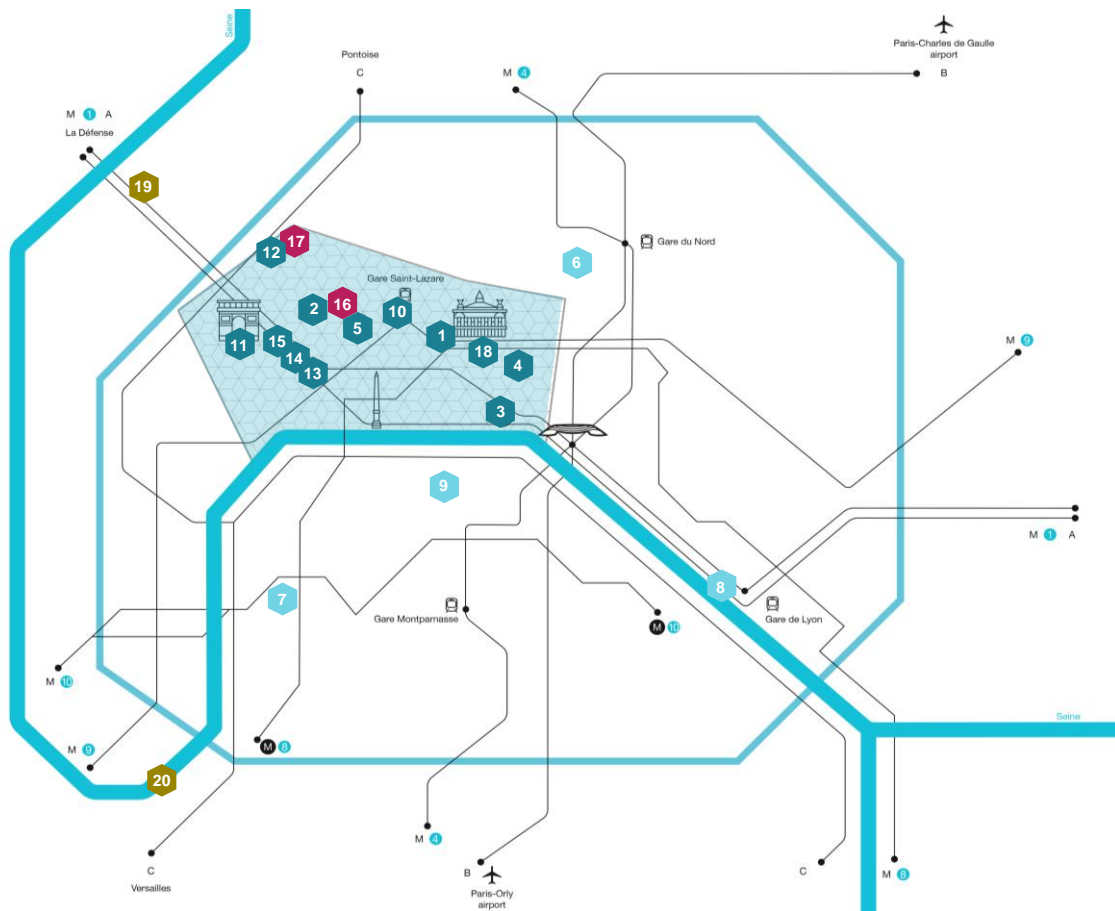 Seine
Paris-Charles de Gaulle
airport
B
Pontoise
C
M 4
M 1 A
La Défense
19
17
12
6
Gare du Nord
Gare Saint-Lazare
16
2
10
5
1
15
11
18
14
4
13
3
M 9
9
M 1 A
8
7
Gare Montparnasse
Gare de Lyon
M 10
M 10
Seine
M 8
M 9
20
M 4
C
Versailles
B
Paris-Orly
airport
C
M 8